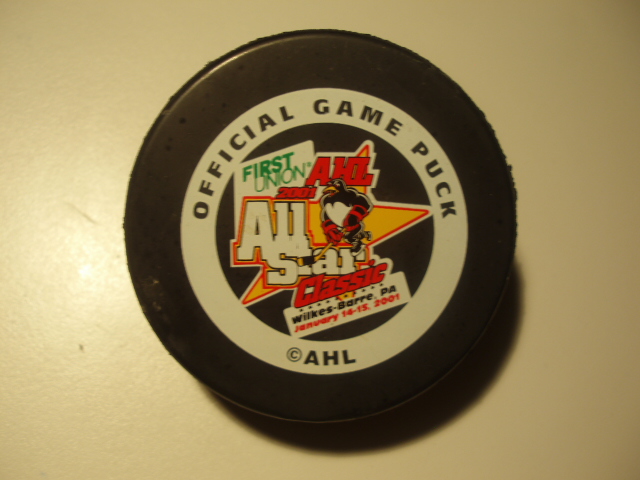 OFFICIAL GAME PUCK
FIRST
UNION®
AHL
2001
All
Star
Classic
Wilkes-Barre, PA
January 14-15, 2001
©AHL